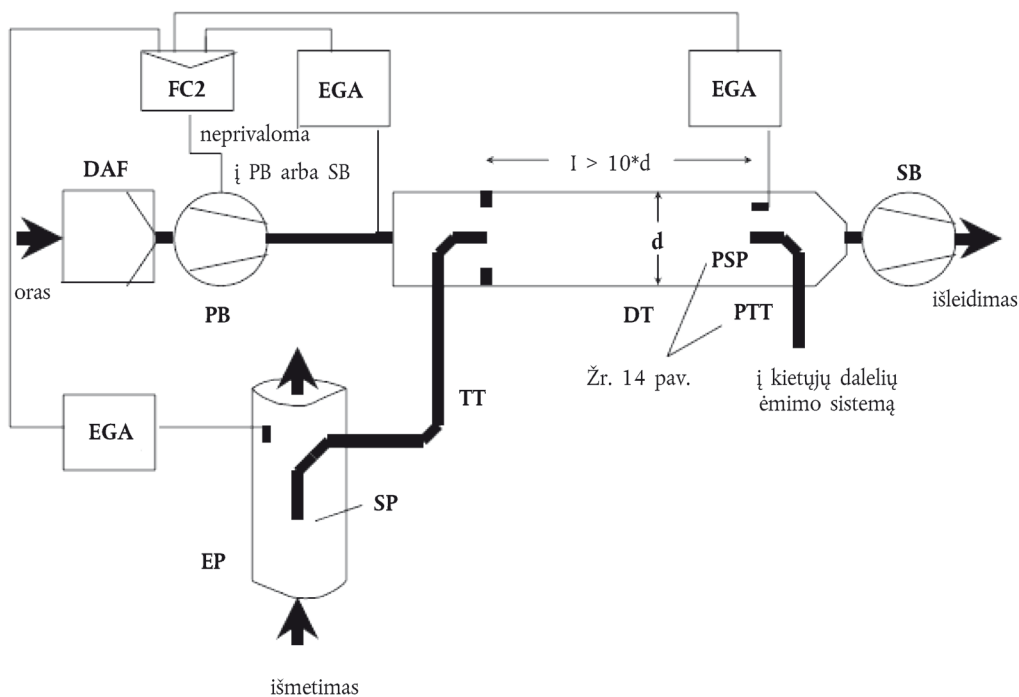 FC2
EGA
EGA
neprivaloma
į PB arba SB
DAF
l > 10*d
SB
d
oras
PB
PSP
DT
PTT
išleidimas
Žr. 14 pav.
į kietųjų dalelių
ėmimo sistemą
TT
EGA
SP
EP
išmetimas